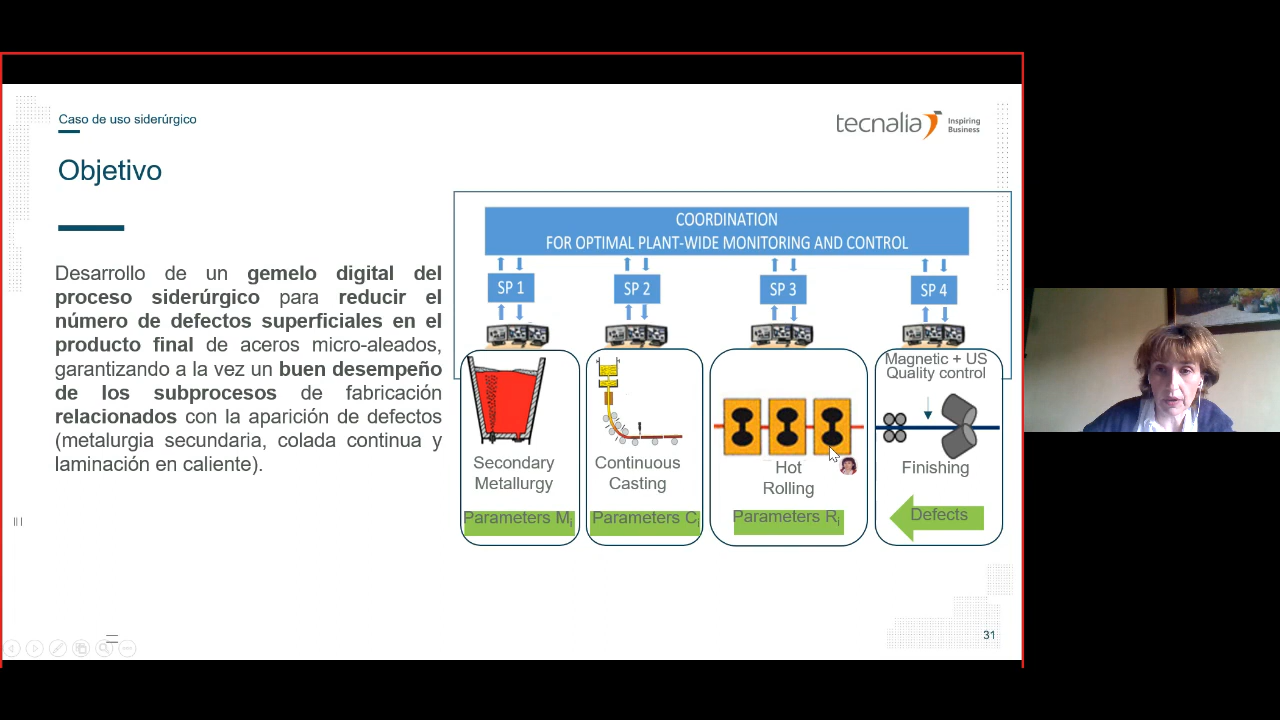 Caso de uso siderúrgico
tecnalia Inspiring
Business
Objetivo
Desarrollo de un gemelo digital del
proceso siderúrgico para reducir el
número de defectos superficiales en el
producto final de aceros micro-aleados,
garantizando a la vez un buen desempeño
de los subprocesos de fabricación
relacionados con la aparición de defectos
(metalurgia secundaria, colada continua y
laminación en caliente).
COORDINATION
FOR OPTIMAL PLANT-WIDE MONITORING AND CONTROL
SP 1
SP 2
SP 3
SP 4
Magnetic + US
Quality control
Secondary
Metallurgy
Continuous
Casting
Hot
Rolling
Finishing
Parameters Mi
Parameters Ci
Parameters Ri
Defects
31